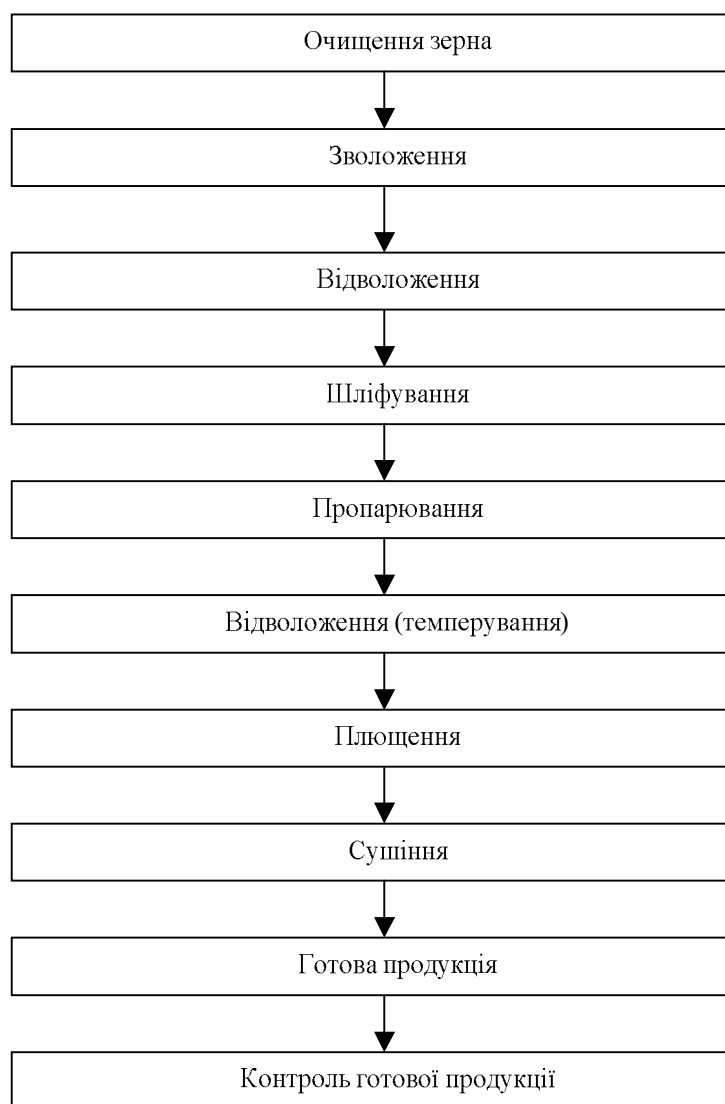 Очищення зерна
Зволоження
Відволоження
Шліфування
Пропарювання
Відволоження (темперування)
Плющення
Сушіння
Готова продукція
Контроль готової продукції